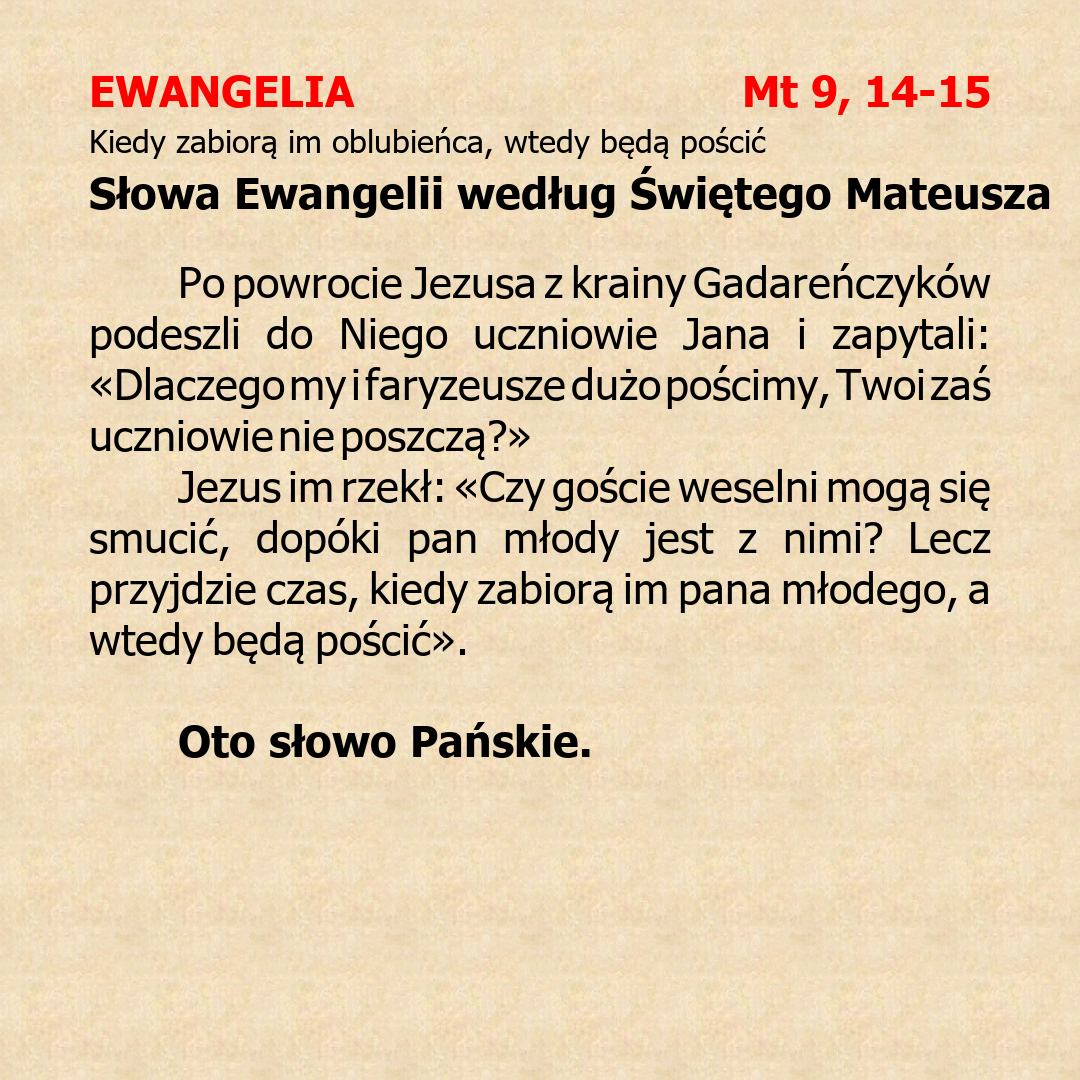 EWANGELIA Mt 9, 14-15
Kiedy zabiorą im oblubieńca, wtedy będą pościć
Słowa Ewangelii według Świętego Mateusza
Po powrocie Jezusa z krainy Gadareńczyków
podeszli do Niego uczniowie Jana i zapytali:
«Dlaczego my i faryzeusze dużo pościmy, Twoi zaś
uczniowie nie poszczą?»
Jezus im rzekł: «Czy goście weselni mogą się
smucić, dopóki pan młody jest z nimi? Lecz
przyjdzie czas, kiedy zabiorą im pana młodego, a
wtedy będą pościć».
Oto słowo Pańskie.